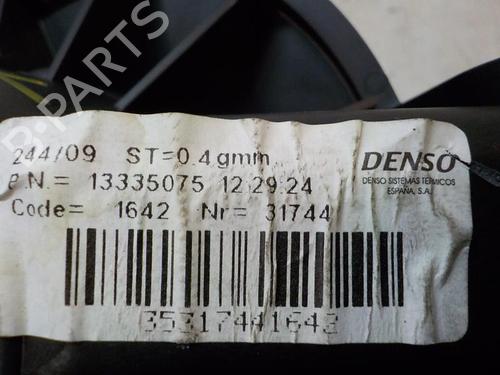 B-PARTS
244/09 ST=0.4 gmm
P.N.= 13335075 12:29:24
Code= 1642 Nr= 31744
DENSO
DENSO SISTEMAS TERMICOS
ESPAÑA, S.A.
35317441642